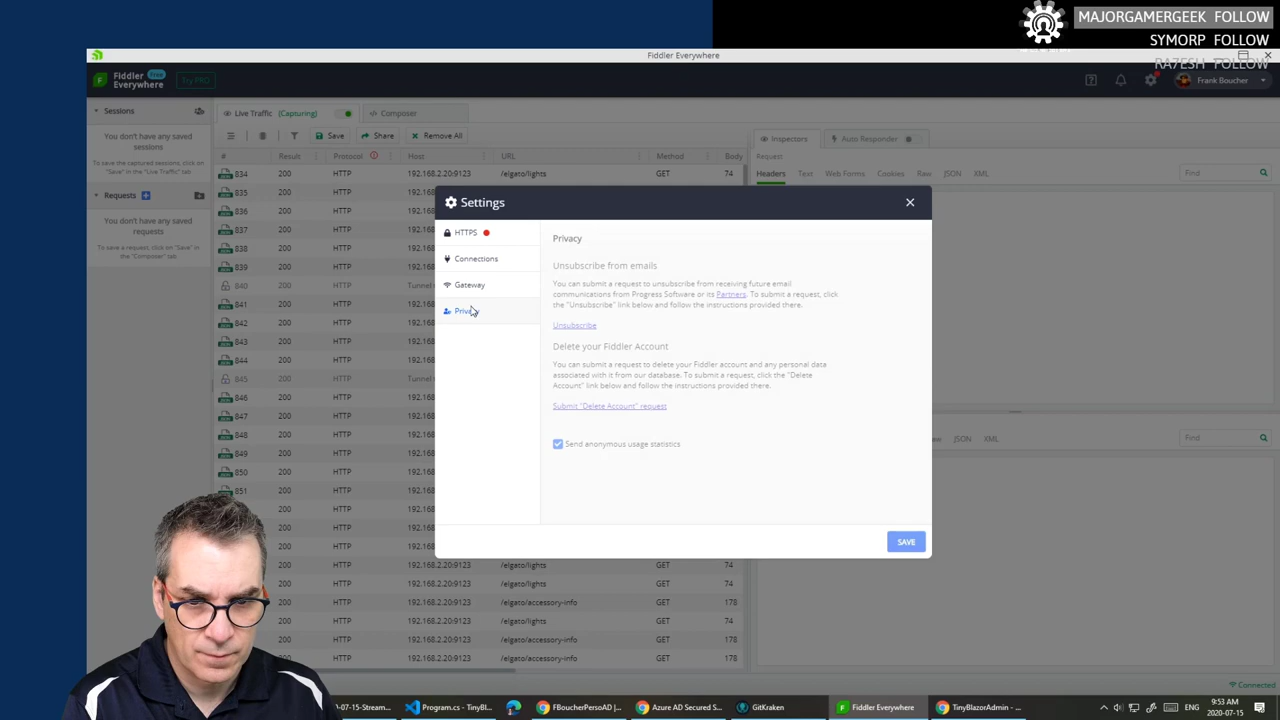 MAJORGAMERGEEK FOLLOW
SYMORP FOLLOW
RA7ESH FOLLOW
Fiddler Everywhere
Fiddler Free
Everywhere
Try PRO
Frank Boucher
Sessions
You don't have any saved
sessions
To save the captured sessions, click on
"Save" in the "Live Traffic" tab
Requests
You don't have any saved
requests
To save a request, click on "Save" in
the "Composer" tab
Live Traffic (Capturing)
Composer
Save Share Remove All
# Result Protocol Host URL Method Body
834 200 HTTP 192.168.2.20:9123 /elgato/lights GET 74
835 200 HTTP 192.168
836 200 HTTP 192.168
837 200 HTTP 192.168
838 200 HTTP 192.168
839 200 HTTP 192.168
840 200 HTTP Tunnel
841 200 HTTP 192.168
842 200 HTTP 192.168
843 200 HTTP 192.168
844 200 HTTP 192.168
845 200 HTTP Tunnel
846 200 HTTP 192.168
847 200 HTTP 192.168
848 200 HTTP 192.168
849 200 HTTP 192.168
850 200 HTTP 192.168
851 200 HTTP 192.168
200 HTTP 192.168
200 HTTP 192.168
200 HTTP 192.168
200 HTTP 192.168.2.20:9123 /elgato/lights GET 74
200 HTTP 192.168.2.20:9123 /elgato/lights GET 74
200 HTTP 192.168.2.20:9123 /elgato/accessory-info GET 178
200 HTTP 192.168.2.20:9123 /elgato/lights GET 74
200 HTTP 192.168.2.20:9123 /elgato/accessory-info GET 178
200 HTTP 192.168.2.20:9123 /elgato/accessory-info GET 178
Inspectors
Auto Responder
Request
Headers Text Web Forms Cookies Raw JSON XML
Find
JSON XML
Find
Settings
HTTPS
Connections
Gateway
Privacy
Privacy
Unsubscribe from emails
You can submit a request to unsubscribe from receiving future email
communications from Progress Software or its Partners. To submit a request, click
the "Unsubscribe" link below and follow the instructions provided there.
Unsubscribe
Delete your Fiddler Account
You can submit a request to delete your Fiddler account and any personal data
associated with it from our database. To submit a request, click the "Delete
Account" link below and follow the instructions provided there.
Submit "Delete Account" request
Send anonymous usage statistics
SAVE
Connected
0-07-15-Stream...
Program.cs - TinyBl...
FBoucherPersoAD |...
Azure AD Secured S...
GitKraken
Fiddler Everywhere
TinyBlazorAdmin - ...
ENG
9:53 AM
2020-07-15